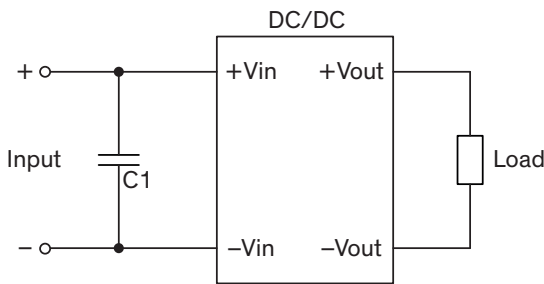 DC/DC
+ +Vin +Vout
Input C1 Load
– –Vin –Vout